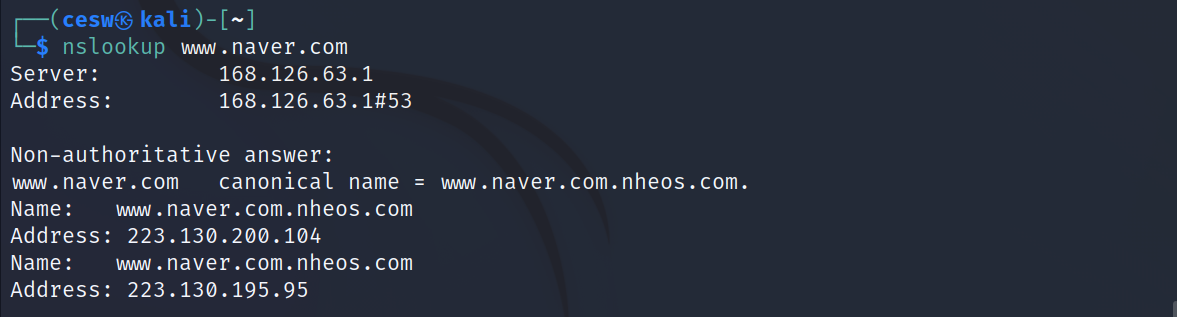 ┌──(cesw㉿kali)-[~]
└─$ nslookup www.naver.com
Server:         168.126.63.1
Address:        168.126.63.1#53

Non-authoritative answer:
www.naver.com   canonical name = www.naver.com.nheos.com.
Name:   www.naver.com.nheos.com
Address: 223.130.200.104
Name:   www.naver.com.nheos.com
Address: 223.130.195.95